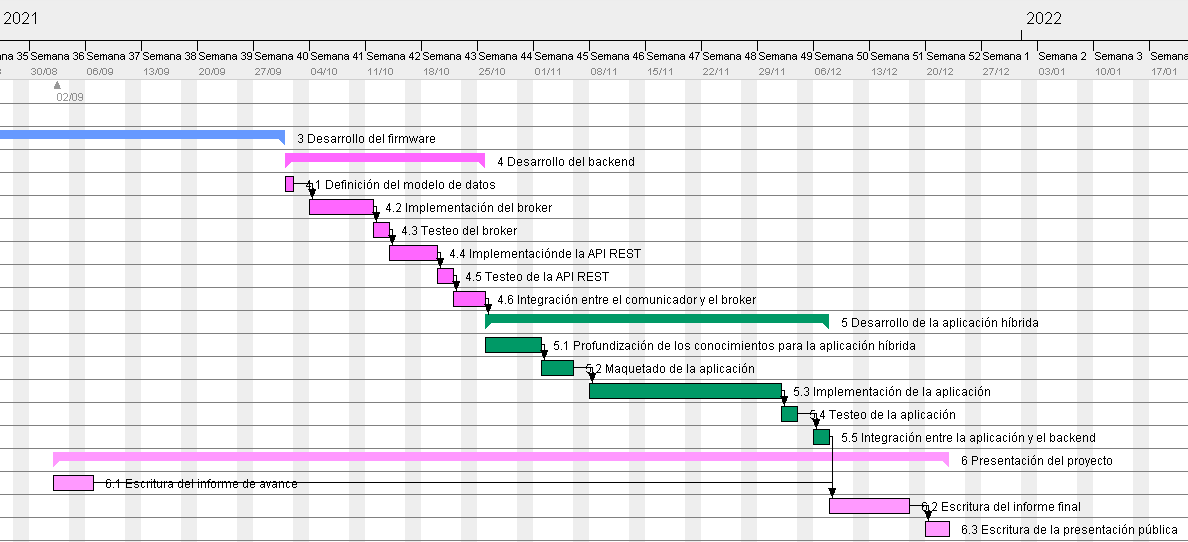 2021 2022
ana 35 Semana 36 Semana 37 Semana 38 Semana 39 Semana 40 Semana 41 Semana 42 Semana 43 Semana 44 Semana 45 Semana 46 Semana 47 Semana 48 Semana 49 Semana 50 Semana 51 Semana 52 Semana 1 Semana 2 Semana 3 Semana
30/08 06/09 13/09 20/09 27/09 04/10 11/10 18/10 25/10 01/11 08/11 15/11 22/11 29/11 06/12 13/12 20/12 27/12 03/01 10/01 17/01
02/09
3 Desarrollo del firmware
4 Desarrollo del backend
4.1 Definición del modelo de datos
4.2 Implementación del broker
4.3 Testeo del broker
4.4 Implementaciónde la API REST
4.5 Testeo de la API REST
4.6 Integración entre el comunicador y el broker
5 Desarrollo de la aplicación híbrida
5.1 Profundización de los conocimientos para la aplicación híbrida
5.2 Maquetado de la aplicación
5.3 Implementación de la aplicación
5.4 Testeo de la aplicación
5.5 Integración entre la aplicación y el backend
6 Presentación del proyecto
6.1 Escritura del informe de avance
6.2 Escritura del informe final
6.3 Escritura de la presentación pública